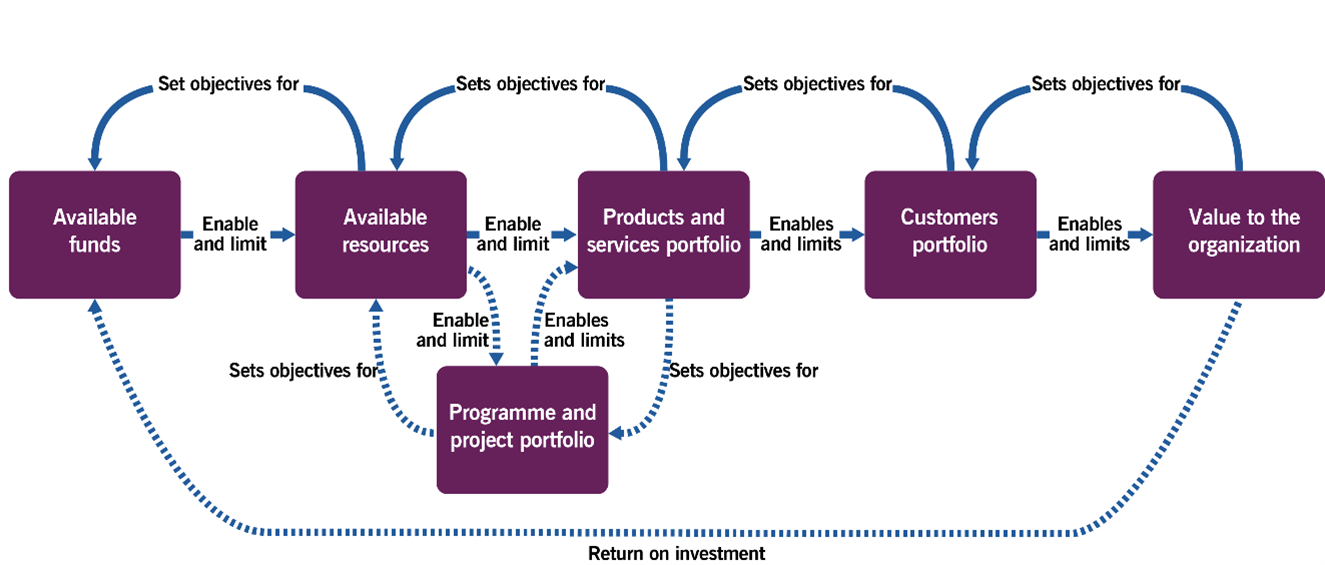 Set objectives for
Sets objectives for
Sets objectives for
Sets objectives for
Available
funds
Enable
and limit
Available
resources
Enable
and limit
Products and
services portfolio
Enables
and limits
Customers
portfolio
Enables
and limits
Value to the
organization
Enable
and limit
Enables
and limits
Sets objectives for
Sets objectives for
Programme and
project portfolio
Return on investment